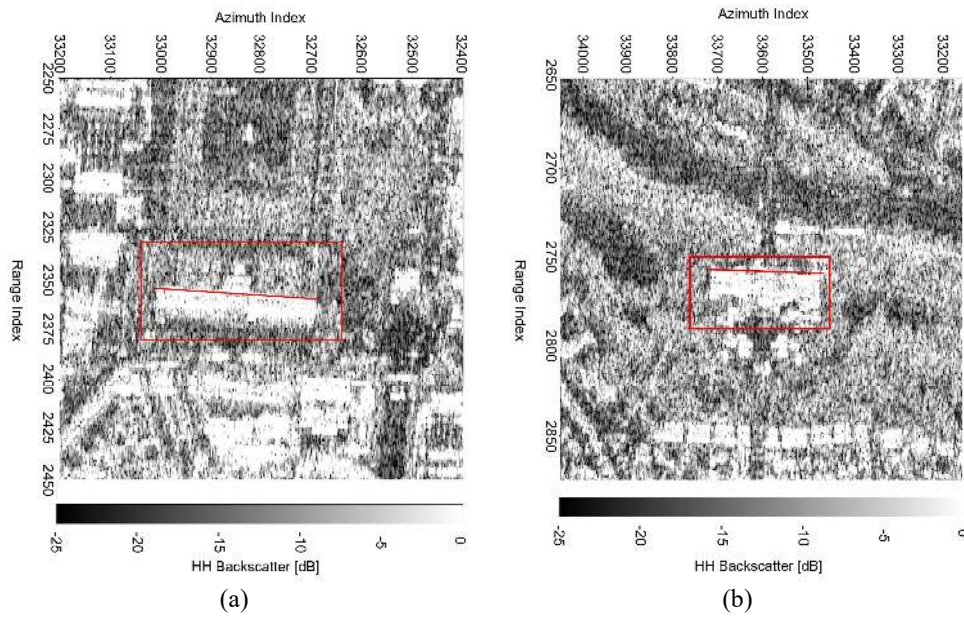 Azimuth Index
33200 33100 33000 32900 32800 32700 32600 32500 32400
2250
2275
2300
2325
2350
2375
2400
2425
2450
Range Index
-25 -20 -15 -10 -5 0
HH Backscatter [dB]
(a)
Azimuth Index
34000 33900 33800 33700 33600 33500 33400 33300 33200
2650
2700
2750
2800
2850
Range Index
-25 -20 -15 -10 -5 0
HH Backscatter [dB]
(b)